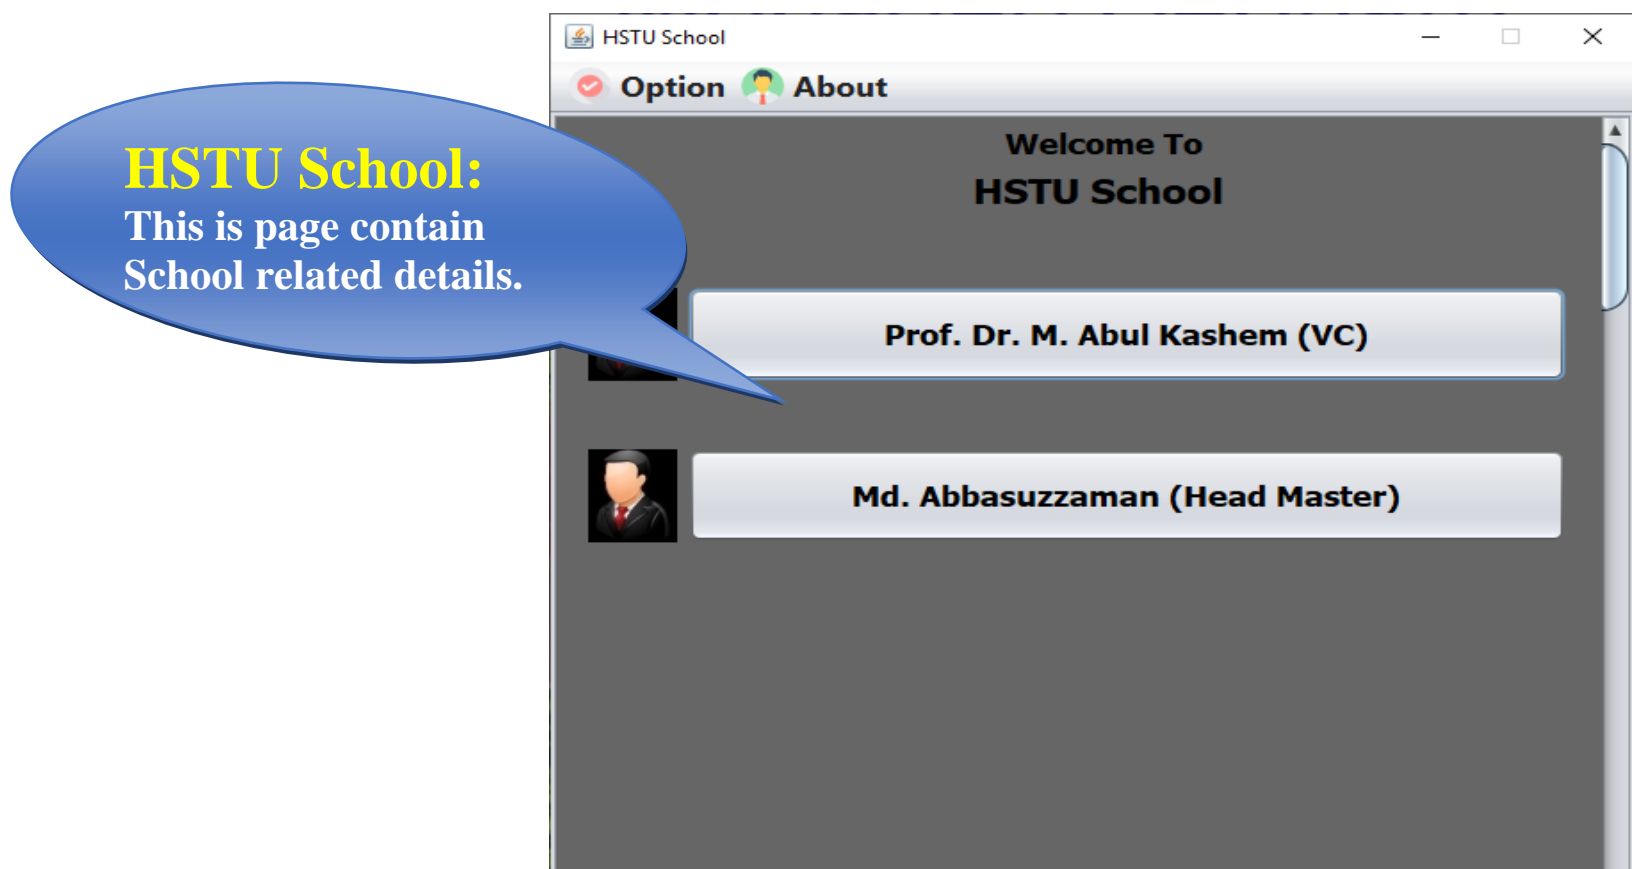 HSTU School
Option About
HSTU School:
This is page contain
School related details.
Welcome To
HSTU School
Prof. Dr. M. Abul Kashem (VC)
Md. Abbasuzzaman (Head Master)